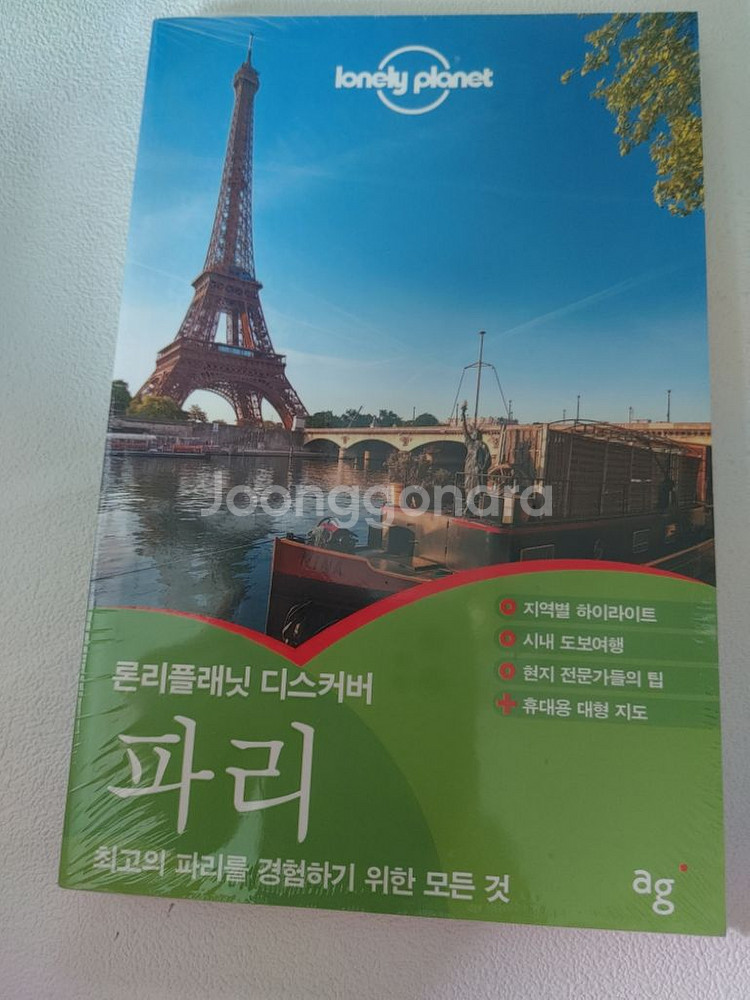 lonely planet
Joonggonara
지역별 하이라이트
시내 도보여행
현지 전문가들의 팁
휴대용 대형 지도
론리플래닛 디스커버
파리
최고의 파리를 경험하기 위한 모든 것
ag